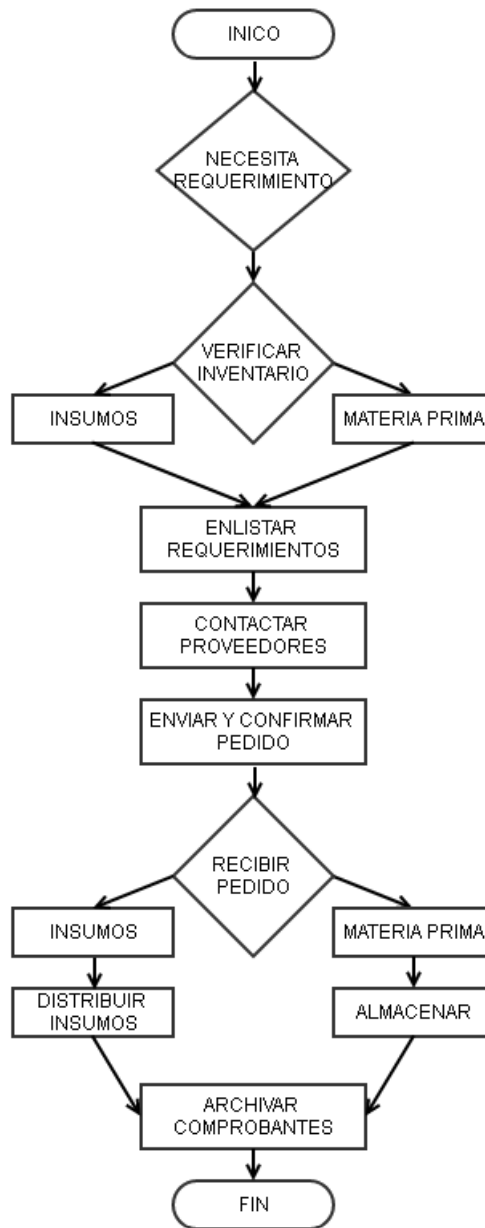 INICO
NECESITA
REQUERIMIENTO
VERIFICAR
INVENTARIO
INSUMOS
MATERIA PRIMA
ENLISTAR
REQUERIMIENTOS
CONTACTAR
PROVEEDORES
ENVIAR Y CONFIRMAR
PEDIDO
RECIBIR
PEDIDO
INSUMOS
MATERIA PRIMA
DISTRIBUIR
INSUMOS
ALMACENAR
ARCHIVAR
COMPROBANTES
FIN